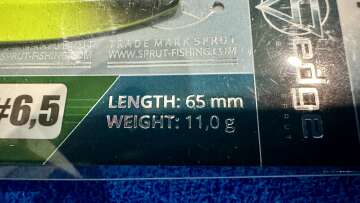 TRADE MARK SPRUT
WWW.SPRUT-FISHING.COM
#6,5
LENGTH: 65 mm
WEIGHT: 11,0 g